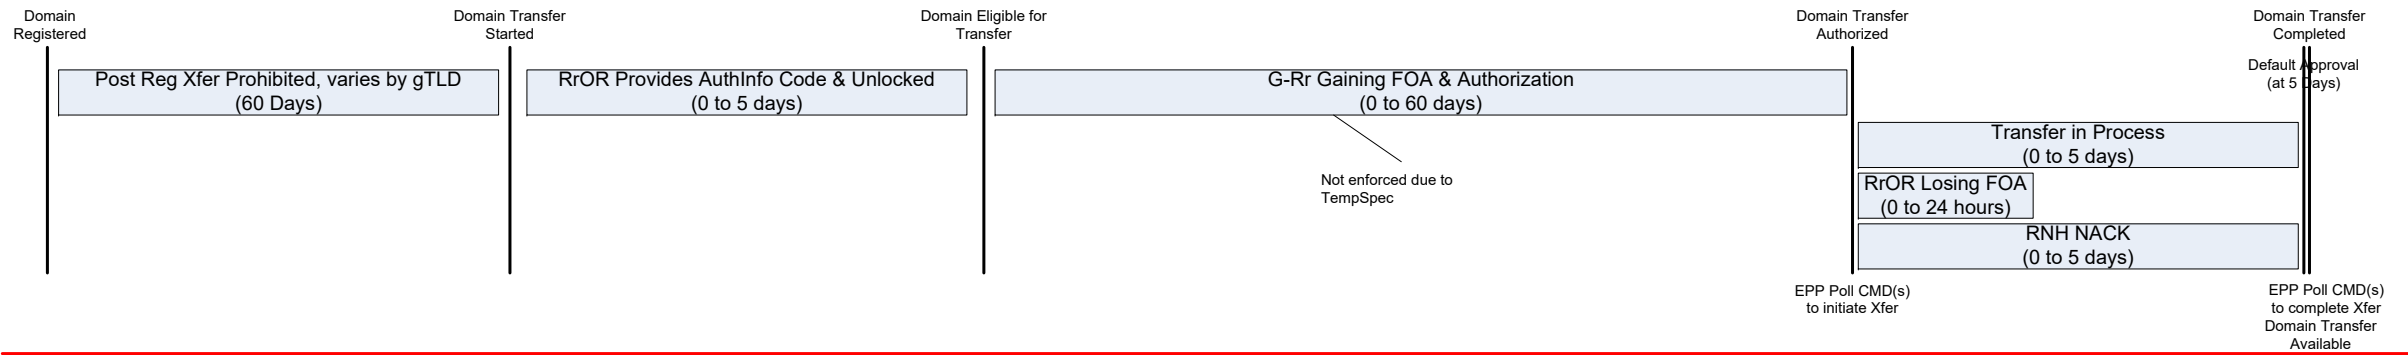 Domain
Registered
Domain Transfer
Started
Domain Eligible for
Transfer
Domain Transfer
Authorized
Domain Transfer
Completed
Default Approval
(at 5 Days)
Post Reg Xfer Prohibited, varies by gTLD
(60 Days)
RrOR Provides AuthInfo Code & Unlocked
(0 to 5 days)
G-Rr Gaining FOA & Authorization
(0 to 60 days)
Not enforced due to
TempSpec
Transfer in Process
(0 to 5 days)
RrOR Losing FOA
(0 to 24 hours)
RNH NACK
(0 to 5 days)
EPP Poll CMD(s)
to initiate Xfer
EPP Poll CMD(s)
to complete Xfer
Domain Transfer
Available